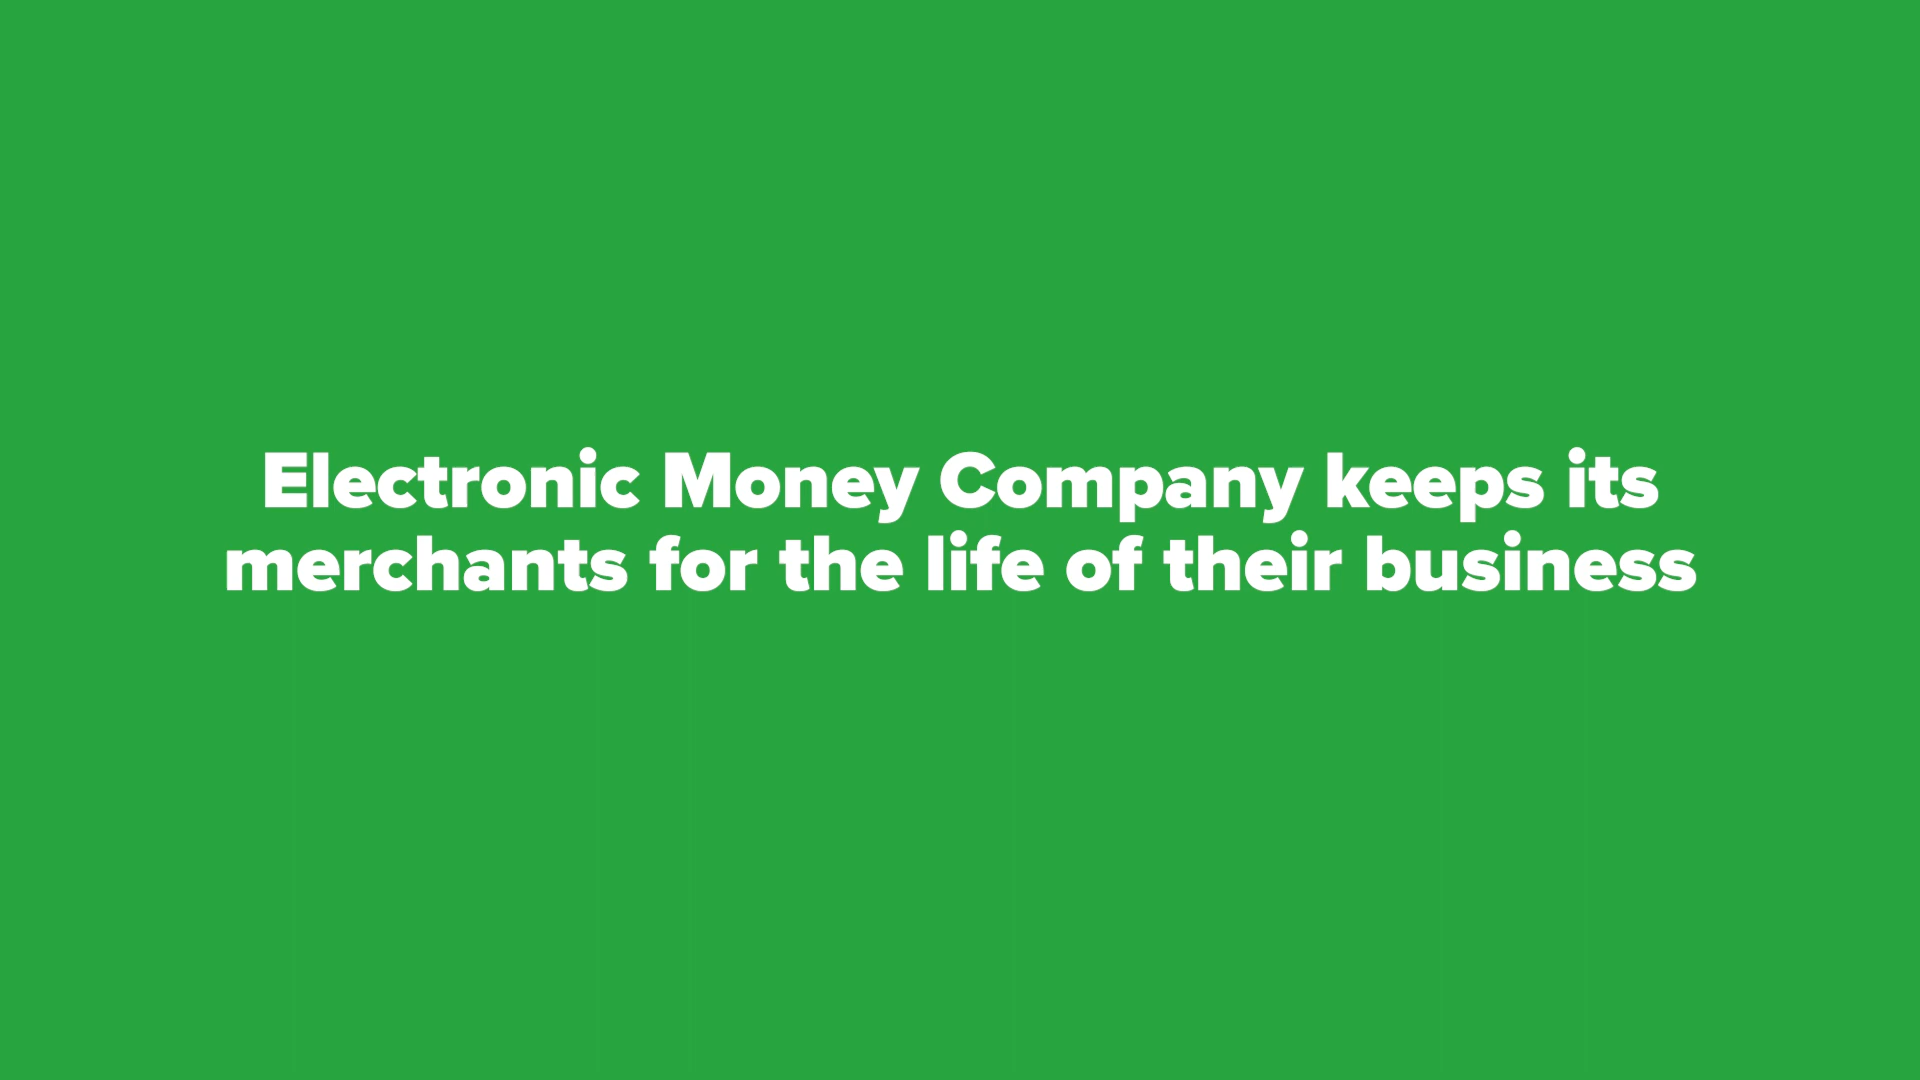 Electronic Money Company keeps its
merchants for the life of their business